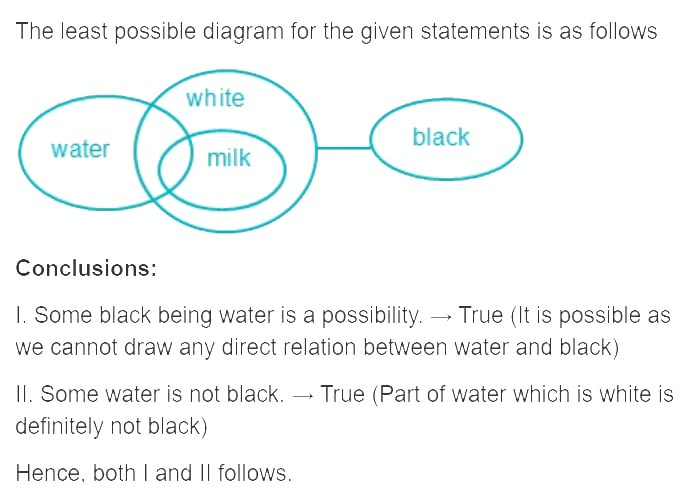 The least possible diagram for the given statements is as follows
white
water
milk
black
Conclusions:
I. Some black being water is a possibility. → True (It is possible as
we cannot draw any direct relation between water and black)
II. Some water is not black. → True (Part of water which is white is
definitely not black)
Hence, both I and II follows.